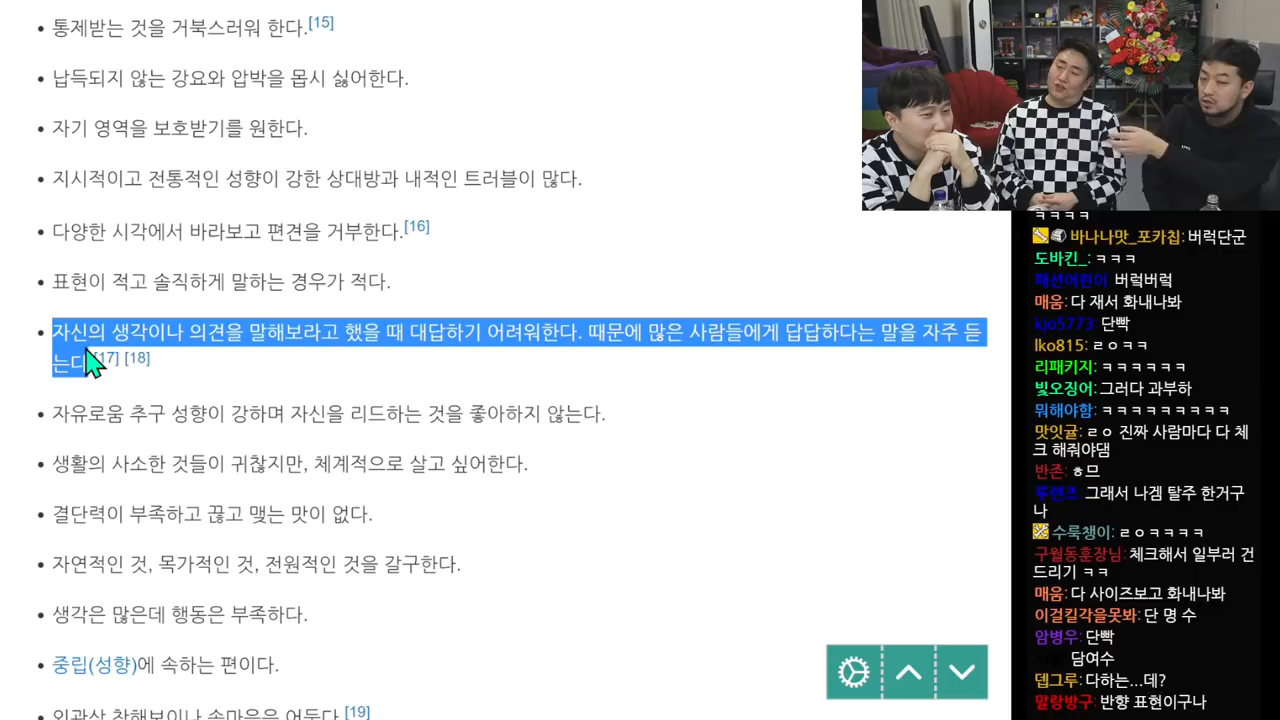 통제받는 것을 거북스러워 한다.[15]
납득되지 않는 강요와 압박을 몹시 싫어한다.
자기 영역을 보호받기를 원한다.
지시적이고 전통적인 성향이 강한 상대방과 내적인 트러블이 많다.
다양한 시각에서 바라보고 편견을 거부한다.[16]
표현이 적고 솔직하게 말하는 경우가 적다.
자신의 생각이나 의견을 말해보라고 했을 때 대답하기 어려워한다. 때문에 많은 사람들에게 답답하다는 말을 자주 듣
는다.[17] [18]
자유로움 추구 성향이 강하며 자신을 리드하는 것을 좋아하지 않는다.
생활의 사소한 것들이 귀찮지만, 체계적으로 살고 싶어한다.
결단력이 부족하고 끊고 맺는 맛이 없다.
자연적인 것, 목가적인 것, 전원적인 것을 갈구한다.
생각은 많은데 행동은 부족하다.
중립(성향)에 속하는 편이다.
외관상 착해보이나 속마음은 어둡다.[19]
ㅋㅋㅋㅋ
바나나맛_포카칩: 버럭단군
도바킨_: ㅋㅋㅋ
패션어린이: 버럭버럭
매움: 다 재서 화내나봐
kjo5773: 단빡
lko815: ㄹㅇㅋㅋ
리패키지: ㅋㅋㅋㅋㅋㅋ
빛오징어: 그러다 과부하
뭐해야함: ㅋㅋㅋㅋㅋㅋㅋㅋㅋ
맛잇귤: ㄹㅇ 진짜 사람마다 다 체
크 해줘야댐
반존: ㅎ므
루렌즈: 그래서 나겜 탈주 한거구
나
수룩챙이: ㄹㅇㅋㅋㅋㅋ
구월동훈장님: 체크해서 일부러 건
드리기 ㅋㅋ
매움: 다 사이즈보고 화내나봐
이걸킬각을못봐: 단 명 수
암병우: 단빡
담여수
뎁그루: 다하는...데?
말랑방구: 반향 표현이구나